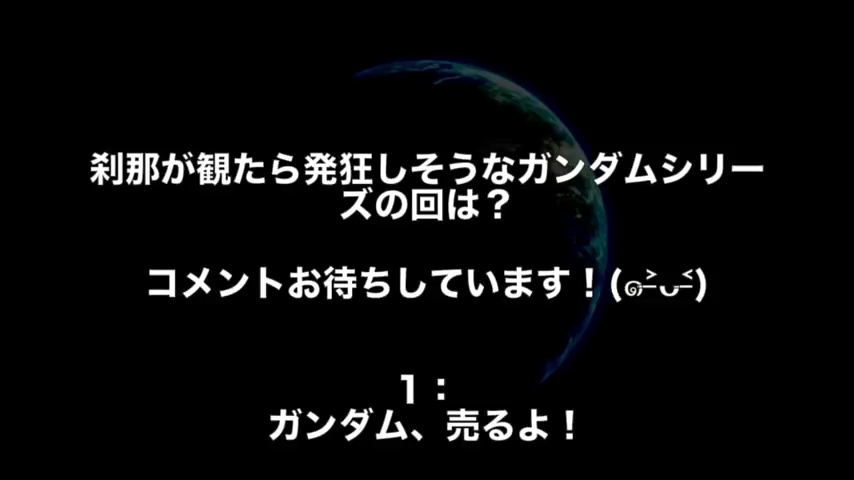 刹那が観たら発狂しそうなガンダムシリー
ズの回は？
コメントお待ちしています！(๑˃̵ᴗ˂̵)
1：
ガンダム、売るよ！